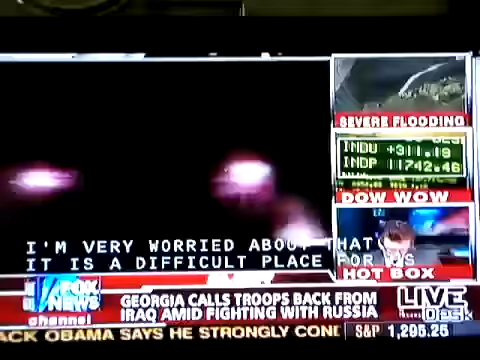 SEVERE FLOODING
INDU +311.19
INDP 11742.46
DOW WOW
HOT BOX
I'M VERY WORRIED ABOUT THAT
IT IS A DIFFICULT PLACE FOR US
FOX
NEWS
channel
GEORGIA CALLS TROOPS BACK FROM
IRAQ AMID FIGHTING WITH RUSSIA
LIVE
Desk
ACK OBAMA SAYS HE STRONGLY CONI
S&P 1,295.25